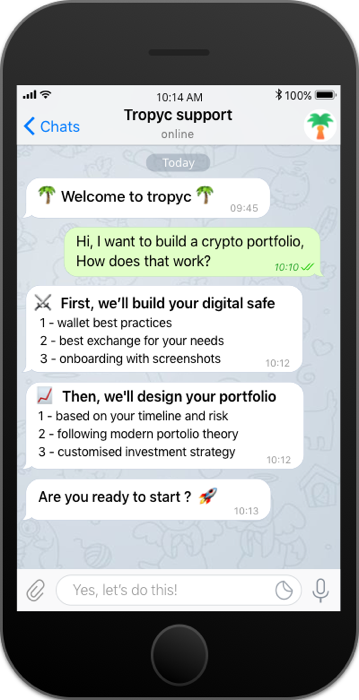 10:14 AM
100%
Chats
Tropyc support
online
Today
🌴 Welcome to tropyc 🌴
09:45
Hi, I want to build a crypto portfolio,
How does that work?
10:10
⚔ First, we’ll build your digital safe
1 - wallet best practices
2 - best exchange for your needs
3 - onboarding with screenshots
10:12
📈 Then, we'll design your portfolio
1 - based on your timeline and risk
2 - following modern portolio theory
3 - customised investment strategy
10:12
Are you ready to start ? 🚀
10:13
Yes, let’s do this!